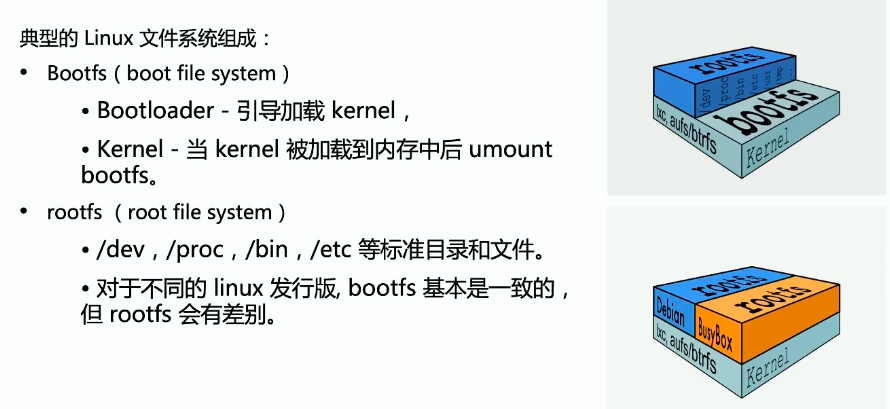 典型的 Linux 文件系统组成：
• Bootfs（boot file system）
• Bootloader - 引导加载 kernel，
• Kernel - 当 kernel 被加载到内存中后 umount
bootfs。
• rootfs （root file system）
• /dev，/proc，/bin，/etc 等标准目录和文件。
• 对于不同的 linux 发行版, bootfs 基本是一致的，
但 rootfs 会有差别。
rootfs
/dev
/proc
/bin
/etc
/usr
/tmp
bootfs
lxc, aufs/btrfs
Kernel
rootfs
rootfs
Debian
BusyBox
lxc, aufs/btrfs
Kernel